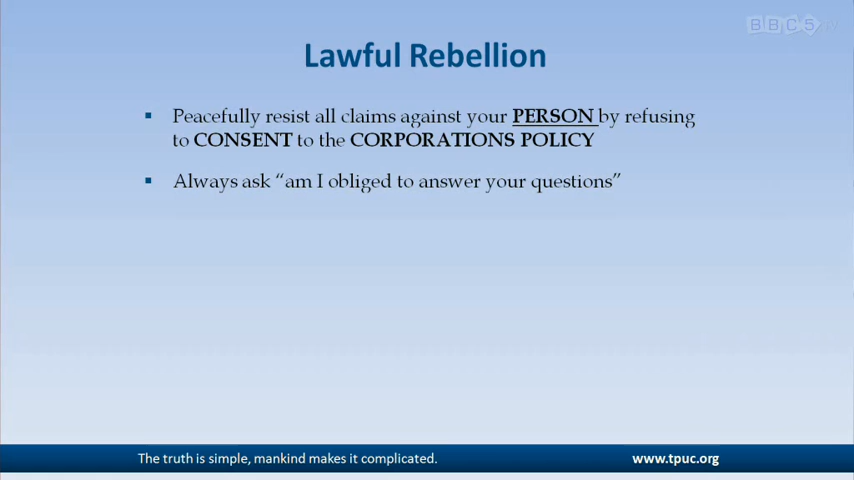 BBC5.tv
Lawful Rebellion
▪ Peacefully resist all claims against your PERSON by refusing
to CONSENT to the CORPORATIONS POLICY
▪ Always ask “am I obliged to answer your questions”
The truth is simple, mankind makes it complicated.
www.tpuc.org